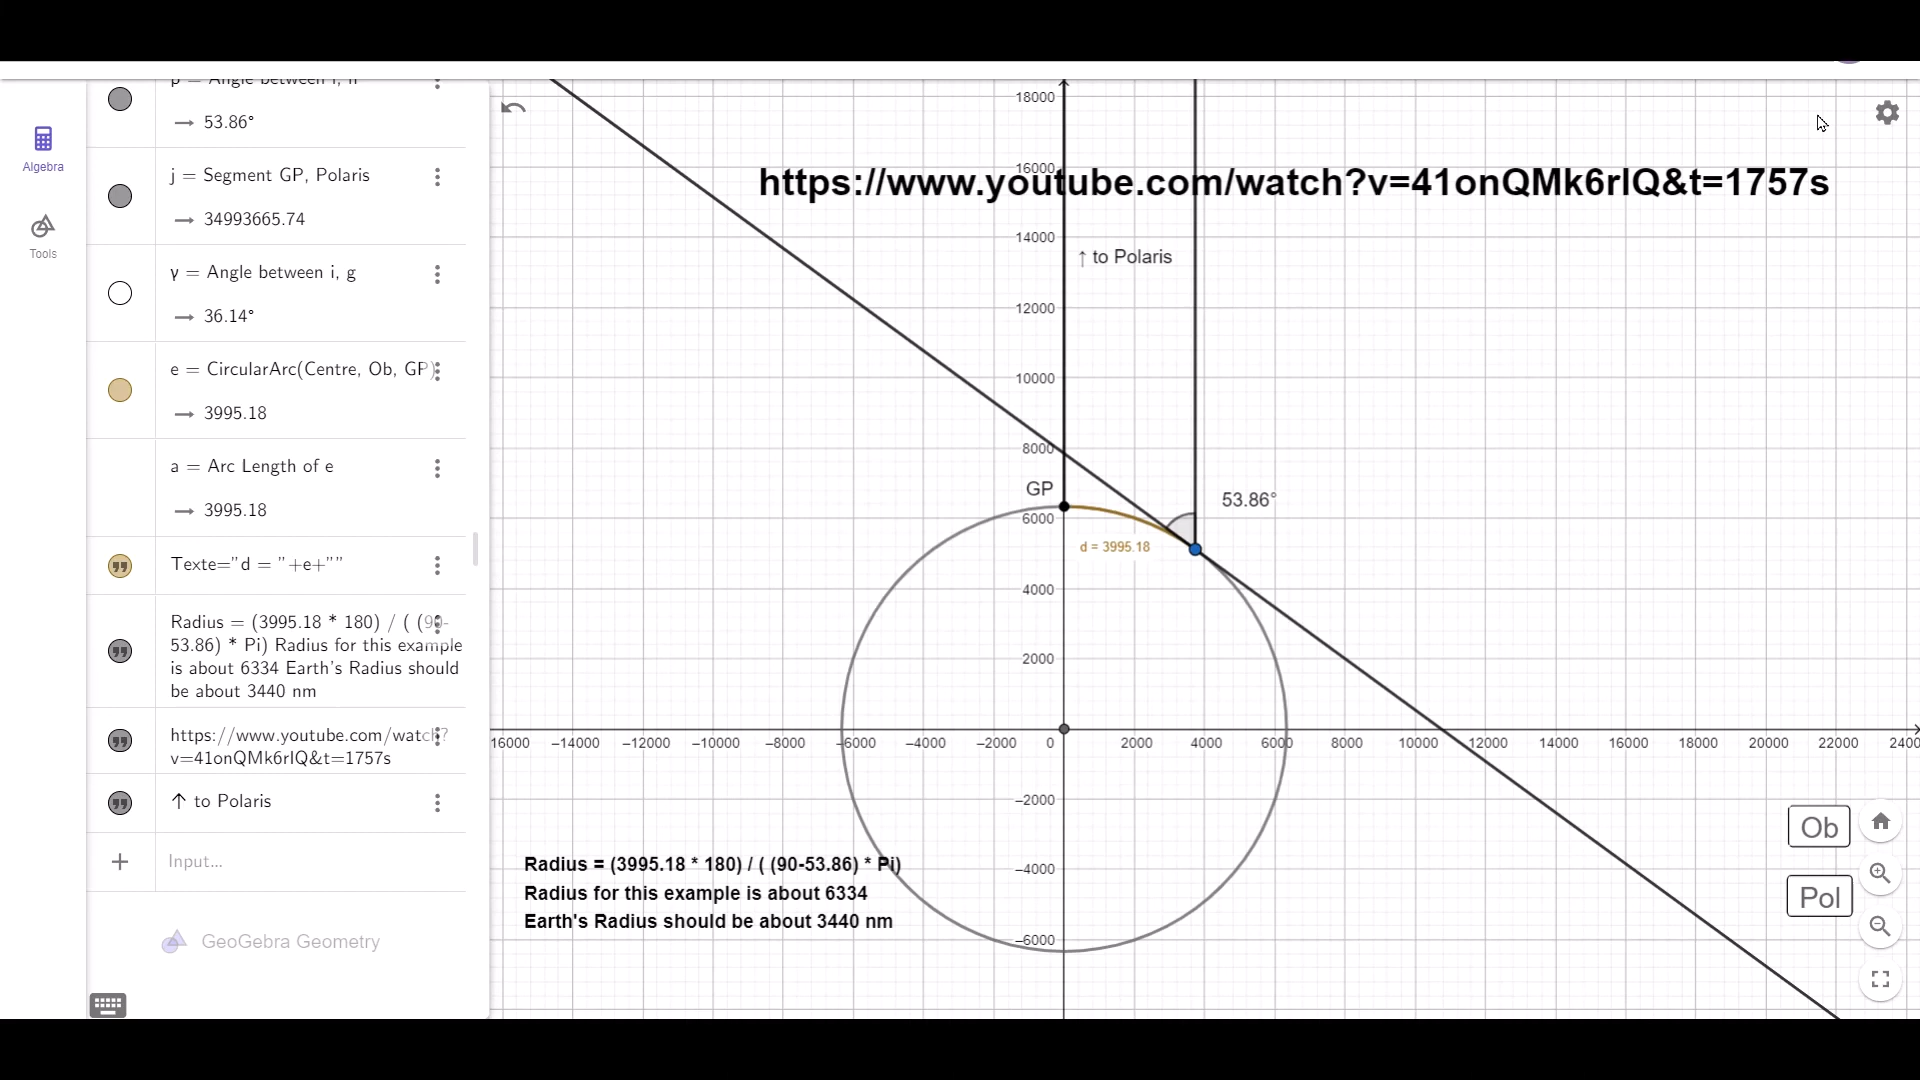 Algebra
Tools
p = Angle between i, n
→ 53.86°
j = Segment GP, Polaris
→ 34993665.74
γ = Angle between i, g
→ 36.14°
e = CircularArc(Centre, Ob, GP)
→ 3995.18
a = Arc Length of e
→ 3995.18
Texte="d = "+e+""
Radius = (3995.18 * 180) / ( (90-
53.86) * Pi) Radius for this example
is about 6334 Earth's Radius should
be about 3440 nm
https://www.youtube.com/watch?
v=41onQMk6rIQ&t=1757s
↑ to Polaris
+ Input...
GeoGebra Geometry
18000
16000
https://www.youtube.com/watch?v=41onQMk6rIQ&t=1757s
14000
↑ to Polaris
12000
10000
8000
GP
53.86°
6000
d = 3995.18
4000
2000
16000 −14000 −12000 −10000 −8000 −6000 −4000 −2000 0 2000 4000 6000 8000 10000 12000 14000 16000 18000 20000 22000 2400
−2000
−4000
−6000
Radius = (3995.18 * 180) / ( (90-53.86) * Pi)
Radius for this example is about 6334
Earth's Radius should be about 3440 nm
Ob
Pol